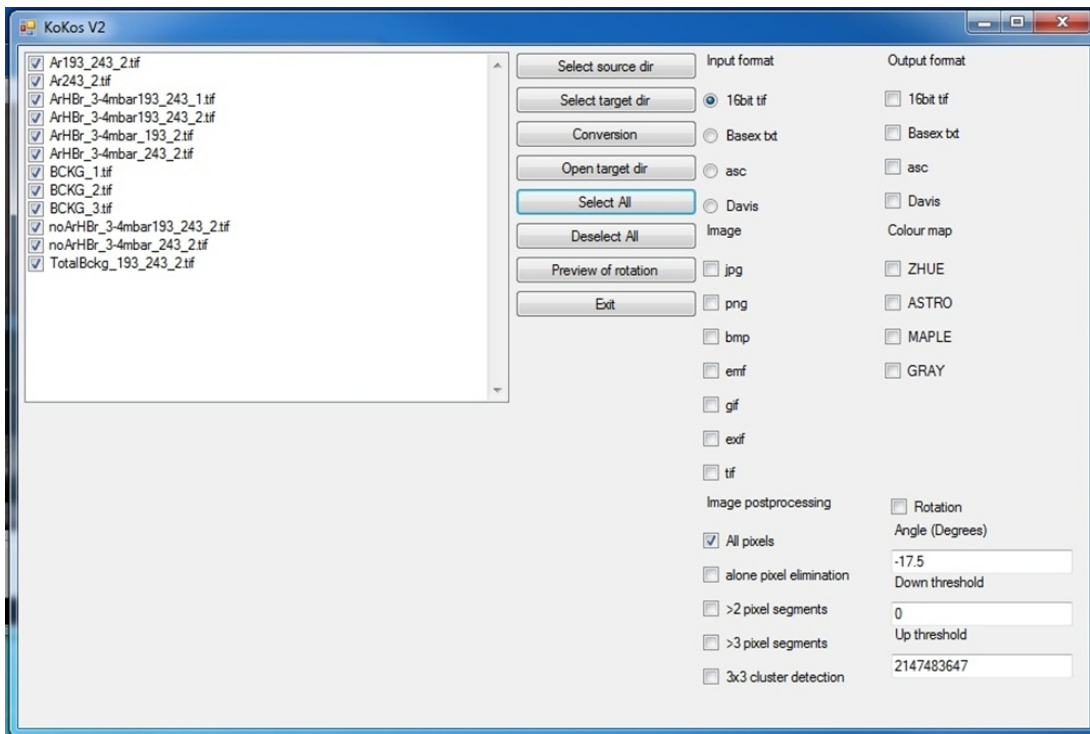 KoKos V2
Ar193_243_2.tif
Ar243_2.tif
ArHBr_3-4mbar193_243_1.tif
ArHBr_3-4mbar193_243_2.tif
ArHBr_3-4mbar_193_2.tif
ArHBr_3-4mbar_243_2.tif
BCKG_1.tif
BCKG_2.tif
BCKG_3.tif
noArHBr_3-4mbar193_243_2.tif
noArHBr_3-4mbar_243_2.tif
TotalBckg_193_243_2.tif
Select source dir
Select target dir
Conversion
Open target dir
Select All
Deselect All
Preview of rotation
Exit
Input format
16bit tif
Basex txt
asc
Davis
Image
jpg
png
bmp
emf
gif
exif
tif
Image postprocessing
All pixels
alone pixel elimination
>2 pixel segments
>3 pixel segments
3x3 cluster detection
Output format
16bit tif
Basex txt
asc
Davis
Colour map
ZHUE
ASTRO
MAPLE
GRAY
Rotation
Angle (Degrees)
-17.5
Down threshold
0
Up threshold
2147483647